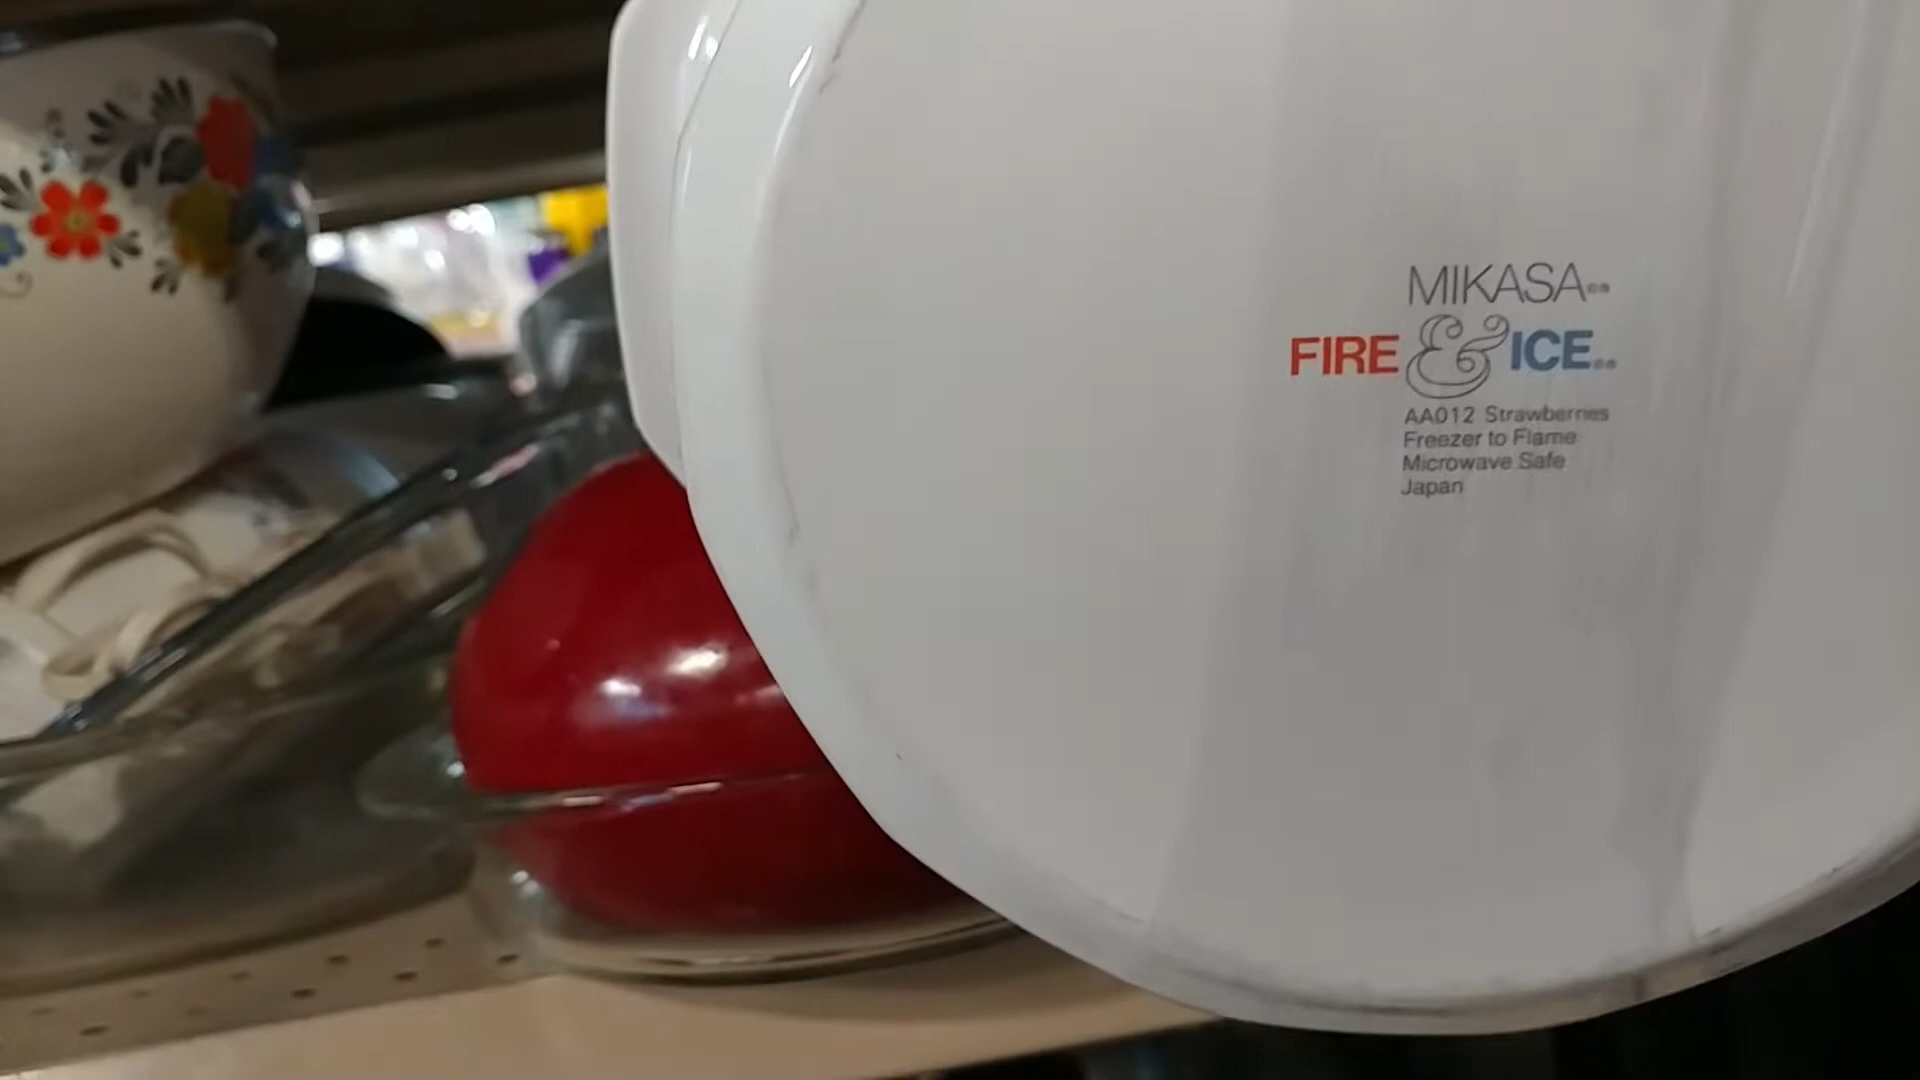 MIKASA
FIRE & ICE
AA012 Strawberries
Freezer to Flame
Microwave Safe
Japan